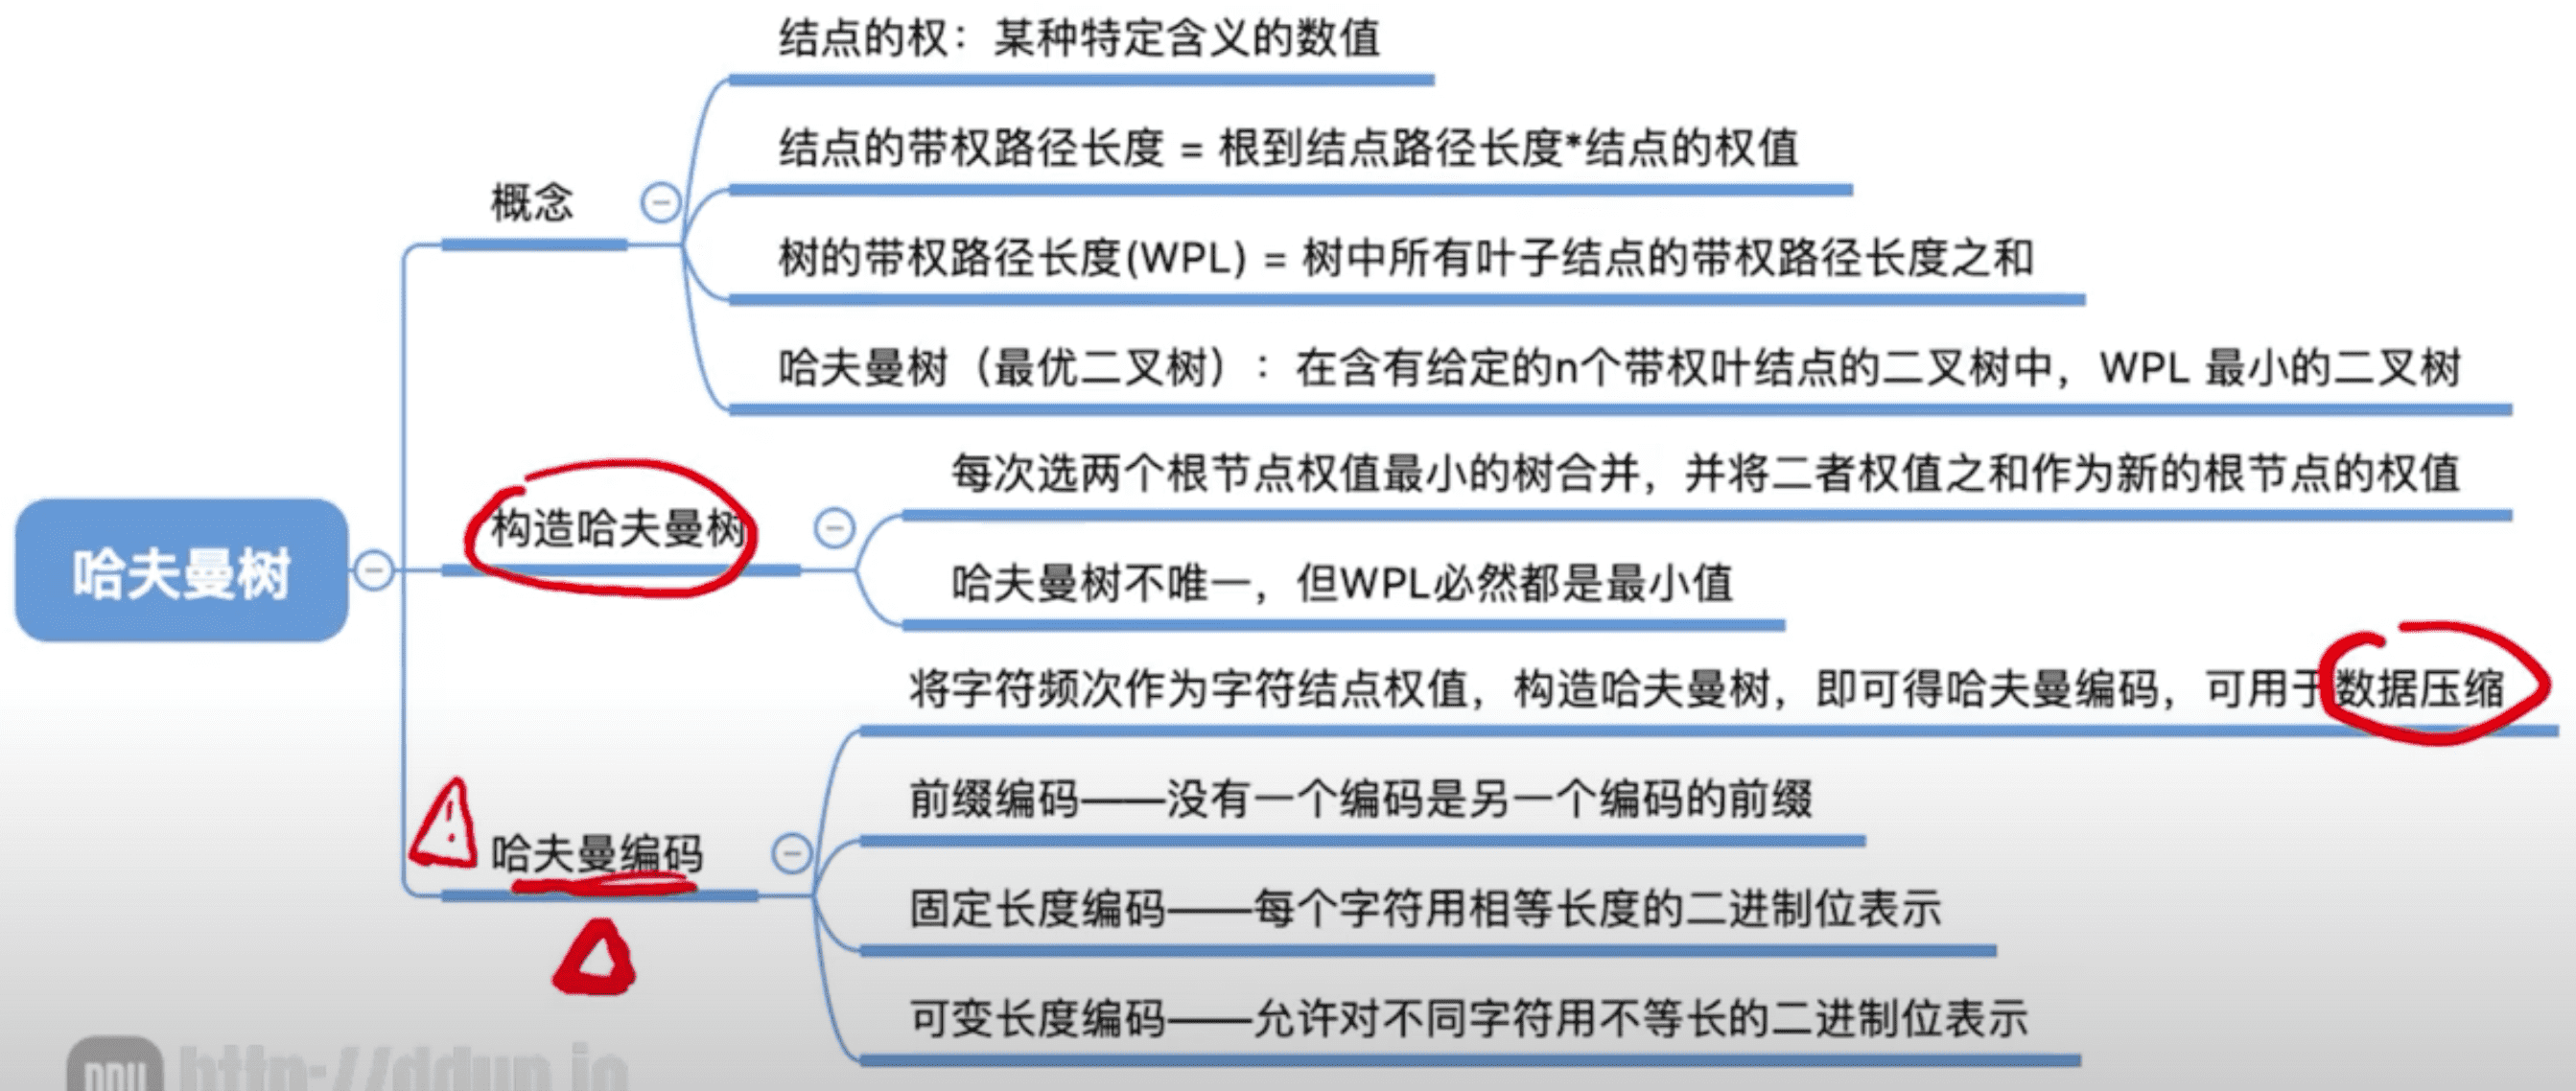 结点的权：某种特定含义的数值
结点的带权路径长度 = 根到结点路径长度*结点的权值
概念
树的带权路径长度(WPL) = 树中所有叶子结点的带权路径长度之和
哈夫曼树（最优二叉树）：在含有给定的n个带权叶结点的二叉树中，WPL 最小的二叉树
每次选两个根节点权值最小的树合并，并将二者权值之和作为新的根节点的权值
构造哈夫曼树
哈夫曼树
哈夫曼树不唯一，但WPL必然都是最小值
将字符频次作为字符结点权值，构造哈夫曼树，即可得哈夫曼编码，可用于数据压缩
前缀编码——没有一个编码是另一个编码的前缀
哈夫曼编码
固定长度编码——每个字符用相等长度的二进制位表示
可变长度编码——允许对不同字符用不等长的二进制位表示